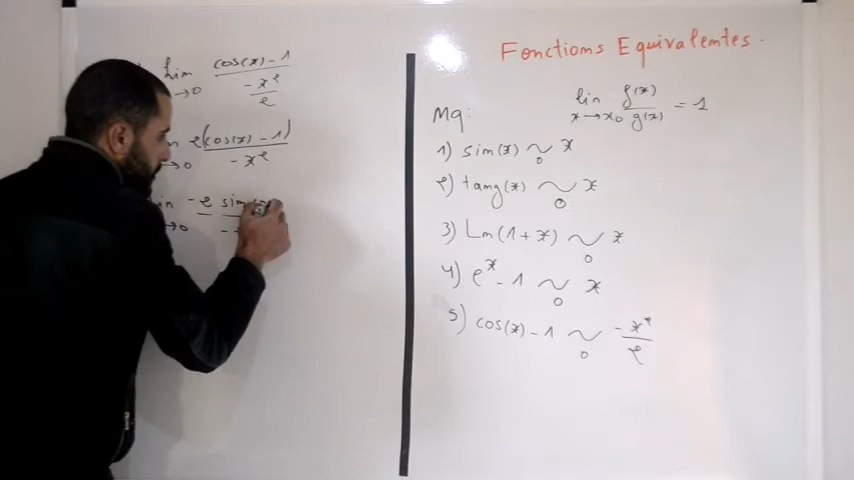 lim cos(x) - 1
x→0 -x²/2
2(cos(x) - 1)
→0 -x²
-2 sin
→0
Fonctions Equivalentes.
Mq: lim f(x)/g(x) = 1
x→x₀
1) sin(x) ~ x
0
2) tang(x) ~ x
0
3) Ln(1+x) ~ x
0
4) eˣ - 1 ~ x
0
5) cos(x) - 1 ~ -x²/2
0